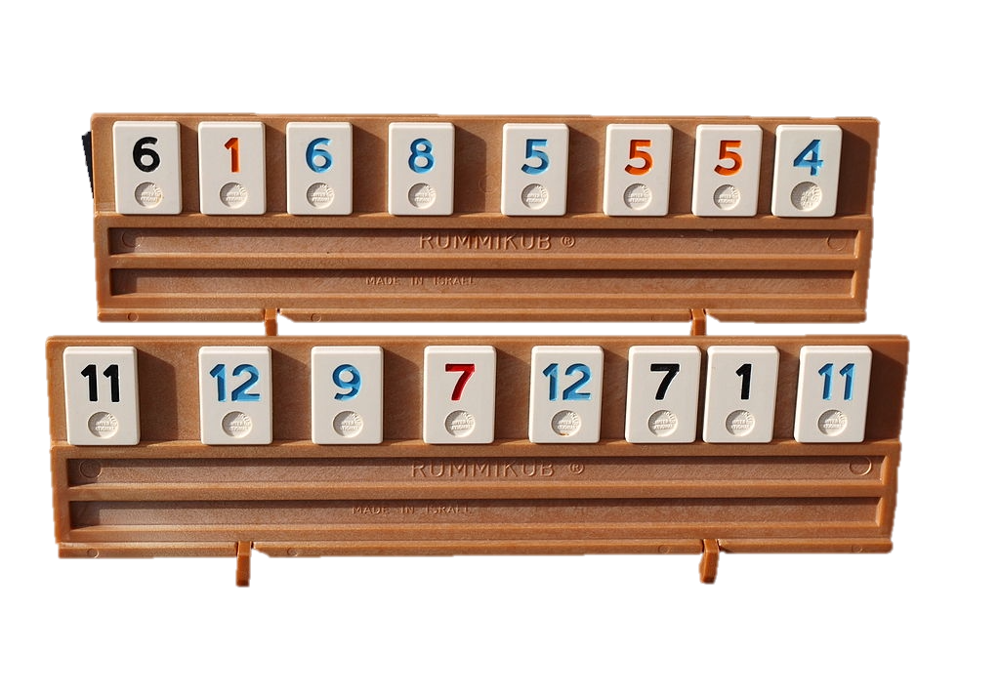 6 1 6 8 5 5 5 4
RUMMIKUB ®
MADE IN ISRAEL
11 12 9 7 12 7 1 11
RUMMIKUB ®
MADE IN ISRAEL